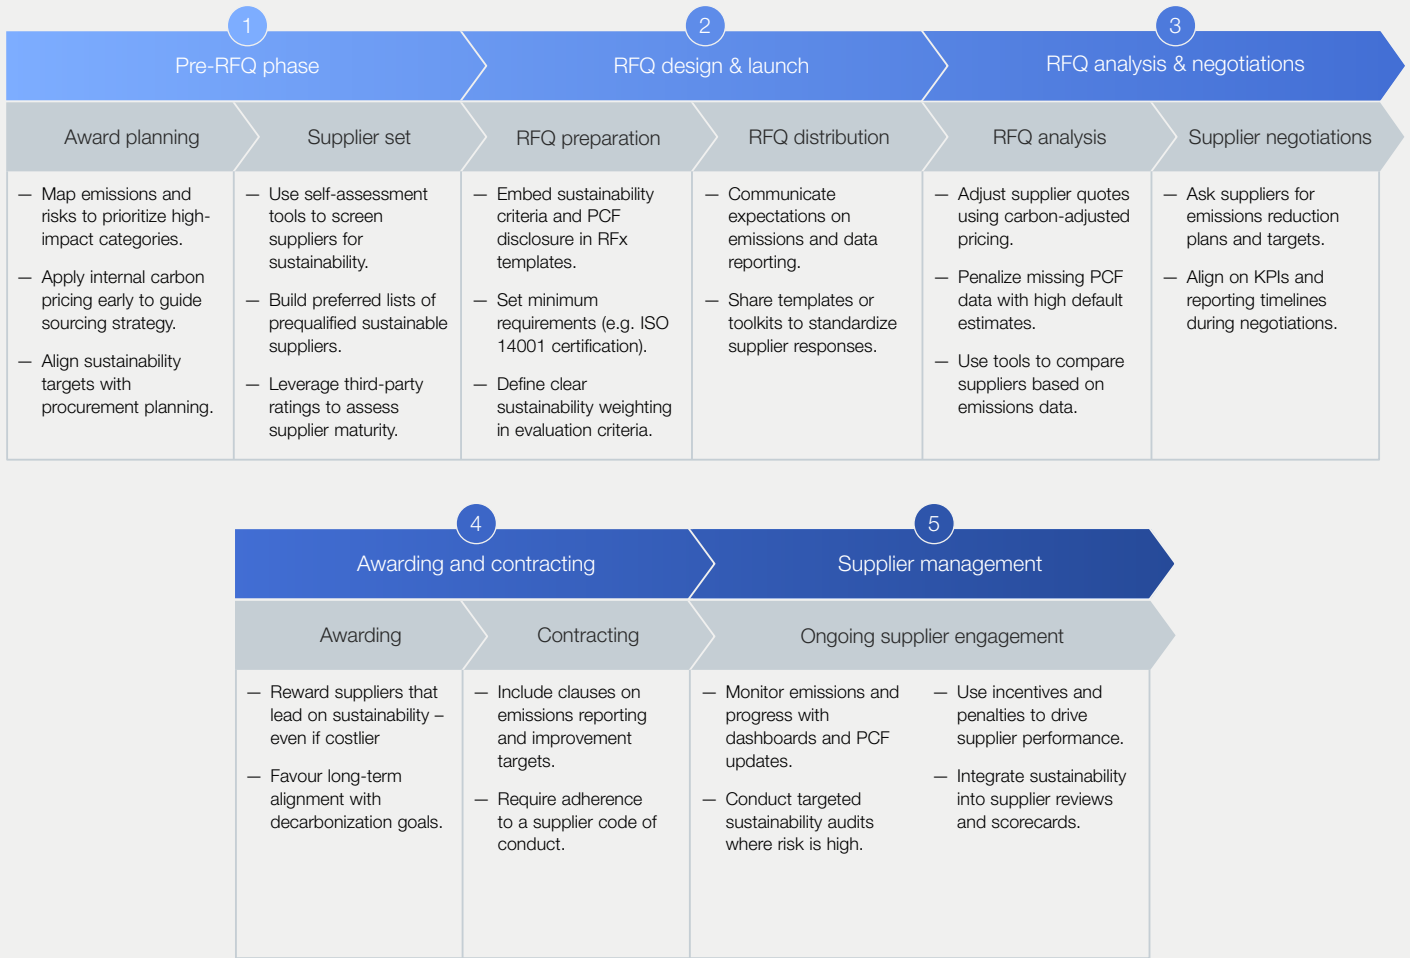 1
Pre-RFQ phase
2
RFQ design & launch
3
RFQ analysis & negotiations
Award planning
— Map emissions and
risks to prioritize high-
impact categories.
— Apply internal carbon
pricing early to guide
sourcing strategy.
— Align sustainability
targets with
procurement planning.
Supplier set
— Use self-assessment
tools to screen
suppliers for
sustainability.
— Build preferred lists of
prequalified sustainable
suppliers.
— Leverage third-party
ratings to assess
supplier maturity.
RFQ preparation
— Embed sustainability
criteria and PCF
disclosure in RFx
templates.
— Set minimum
requirements (e.g. ISO
14001 certification).
— Define clear
sustainability weighting
in evaluation criteria.
RFQ distribution
— Communicate
expectations on
emissions and data
reporting.
— Share templates or
toolkits to standardize
supplier responses.
RFQ analysis
— Adjust supplier quotes
using carbon-adjusted
pricing.
— Penalize missing PCF
data with high default
estimates.
— Use tools to compare
suppliers based on
emissions data.
Supplier negotiations
— Ask suppliers for
emissions reduction
plans and targets.
— Align on KPIs and
reporting timelines
during negotiations.
4
Awarding and contracting
5
Supplier management
Awarding
— Reward suppliers that
lead on sustainability –
even if costlier
— Favour long-term
alignment with
decarbonization goals.
Contracting
— Include clauses on
emissions reporting
and improvement
targets.
— Require adherence
to a supplier code of
conduct.
Ongoing supplier engagement
— Monitor emissions and
progress with
dashboards and PCF
updates.
— Conduct targeted
sustainability audits
where risk is high.
— Use incentives and
penalties to drive
supplier performance.
— Integrate sustainability
into supplier reviews
and scorecards.